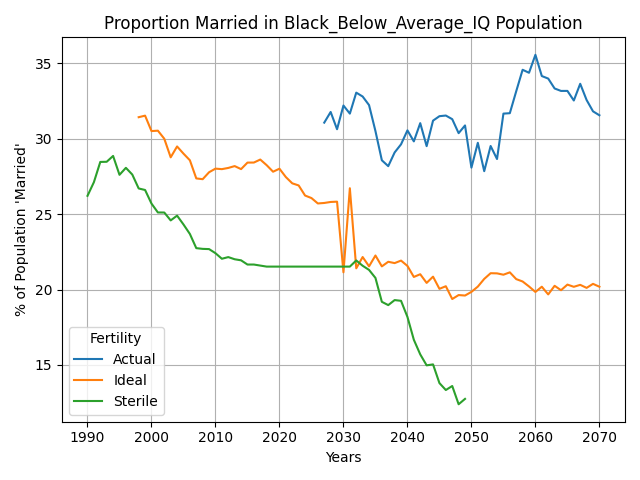 Proportion Married in Black_Below_Average_IQ Population
% of Population 'Married'
35
30
25
20
15
Fertility
Actual
Ideal
Sterile
1990 2000 2010 2020 2030 2040 2050 2060 2070
Years